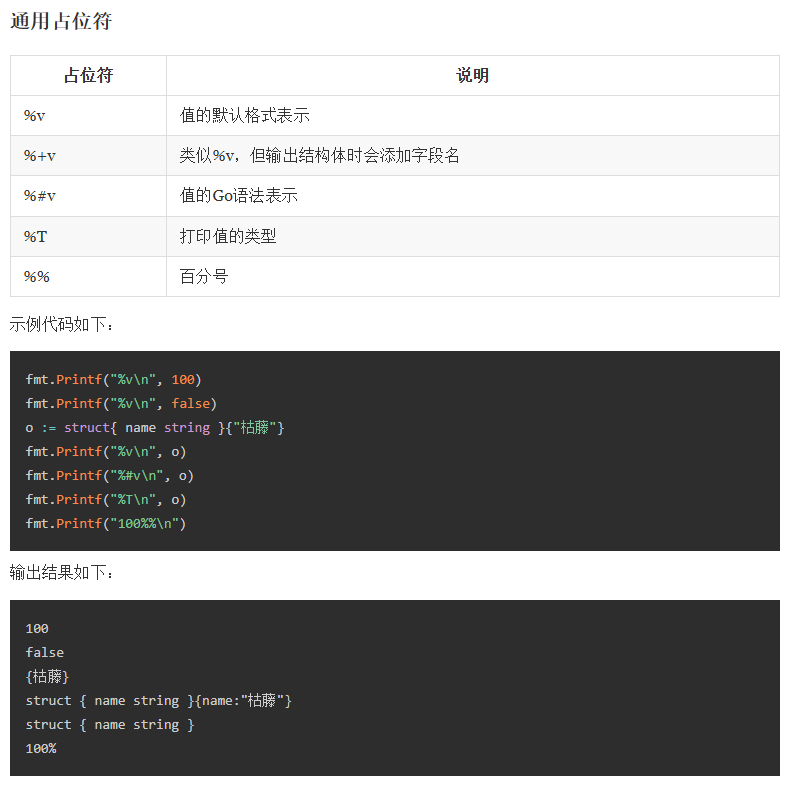 通用占位符
占位符 说明
%v 值的默认格式表示
%+v 类似%v，但输出结构体时会添加字段名
%#v 值的Go语法表示
%T 打印值的类型
%% 百分号
示例代码如下：
fmt.Printf("%v\n", 100)
fmt.Printf("%v\n", false)
o := struct{ name string }{"枯藤"}
fmt.Printf("%v\n", o)
fmt.Printf("%#v\n", o)
fmt.Printf("%T\n", o)
fmt.Printf("100%%\n")
输出结果如下：
100
false
{枯藤}
struct { name string }{name:"枯藤"}
struct { name string }
100%